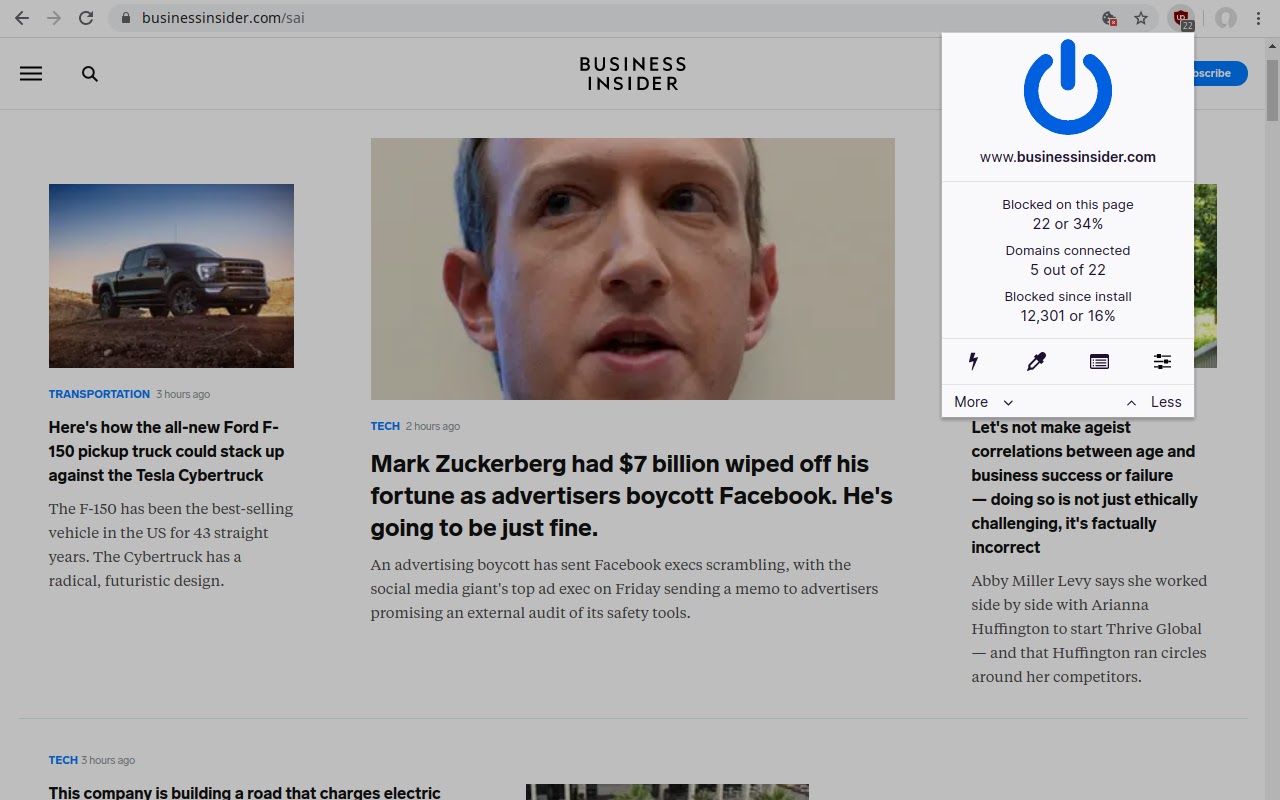 businessinsider.com/sai
22
BUSINESS
INSIDER
www.businessinsider.com
Blocked on this page
22 or 34%
Domains connected
5 out of 22
Blocked since install
12,301 or 16%
More
Less
TRANSPORTATION 3 hours ago
Here's how the all-new Ford F-
150 pickup truck could stack up
against the Tesla Cybertruck
The F-150 has been the best-selling
vehicle in the US for 43 straight
years. The Cybertruck has a
radical, futuristic design.
TECH 2 hours ago
Mark Zuckerberg had $7 billion wiped off his
fortune as advertisers boycott Facebook. He's
going to be just fine.
An advertising boycott has sent Facebook execs scrambling, with the
social media giant's top ad exec on Friday sending a memo to advertisers
promising an external audit of its safety tools.
Let's not make ageist
correlations between age and
business success or failure
— doing so is not just ethically
challenging, it's factually
incorrect
Abby Miller Levy says she worked
side by side with Arianna
Huffington to start Thrive Global
— and that Huffington ran circles
around her competitors.
TECH 3 hours ago
This company is building a road that charges electric